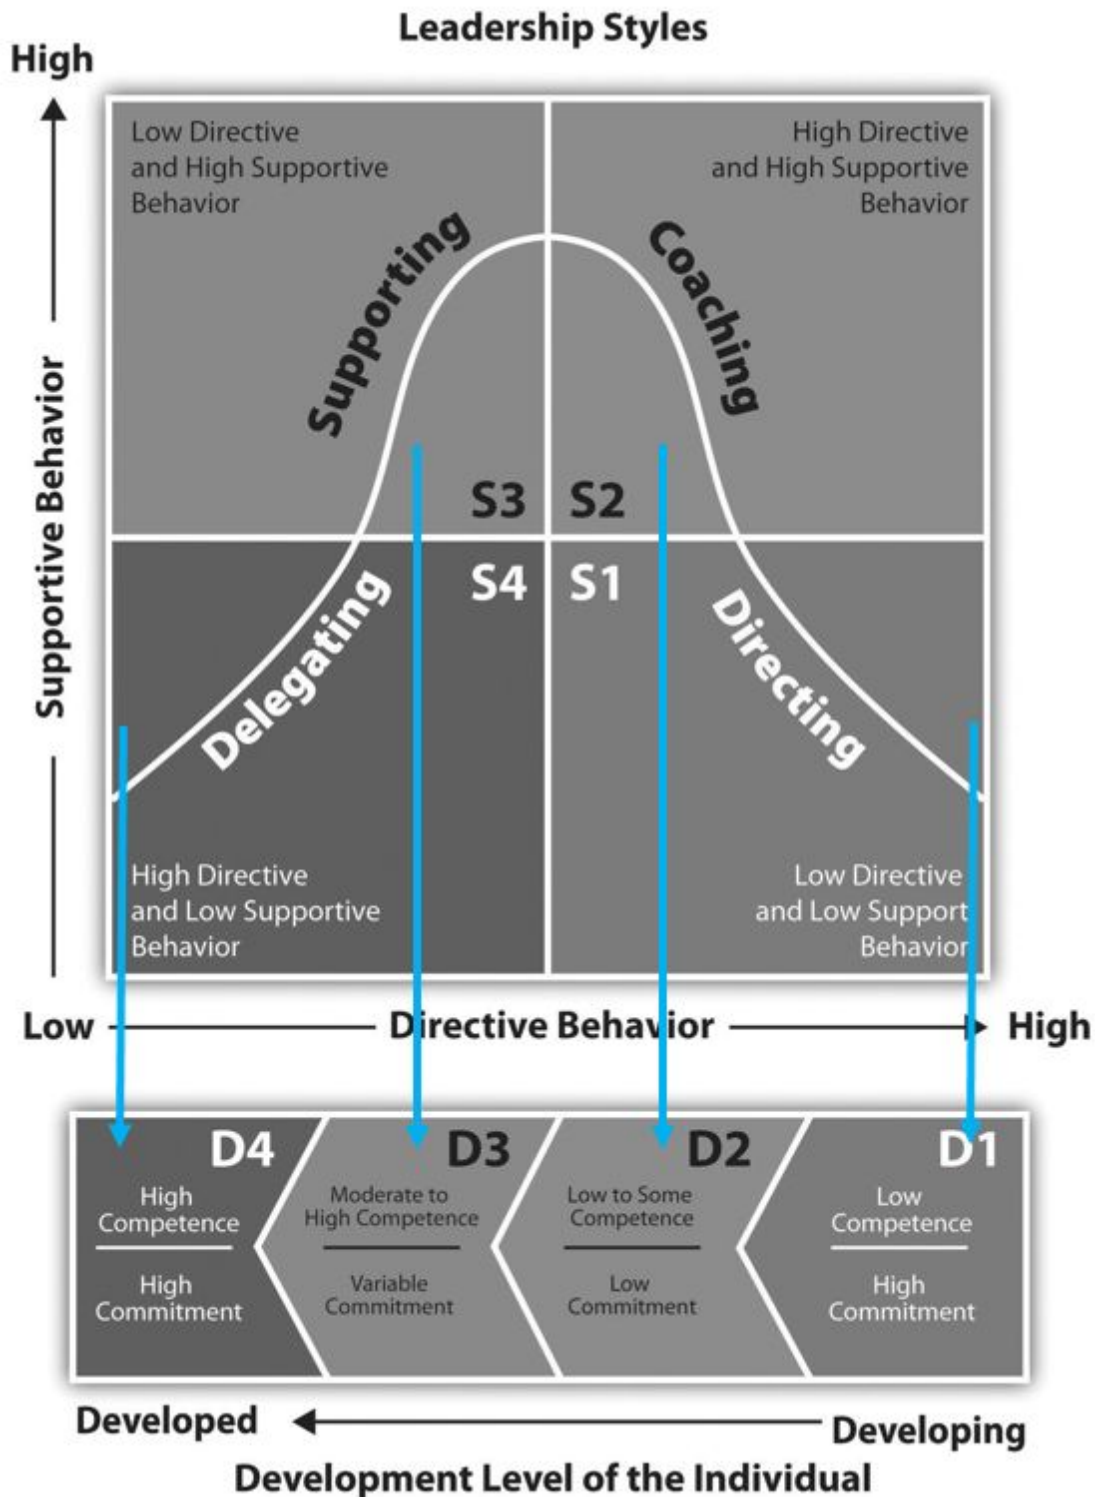 Leadership Styles
High
Low Directive
and High Supportive
Behavior
High Directive
and High Supportive
Behavior
Supporting
Coaching
Supportive Behavior
S3
S2
S4
S1
Delegating
Directing
High Directive
and Low Supportive
Behavior
Low Directive
and Low Support
Behavior
Low
Directive Behavior
High
D4
High
Competence
High
Commitment
D3
Moderate to
High Competence
Variable
Commitment
D2
Low to Some
Competence
Low
Commitment
D1
Low
Competence
High
Commitment
Developed
Developing
Development Level of the Individual